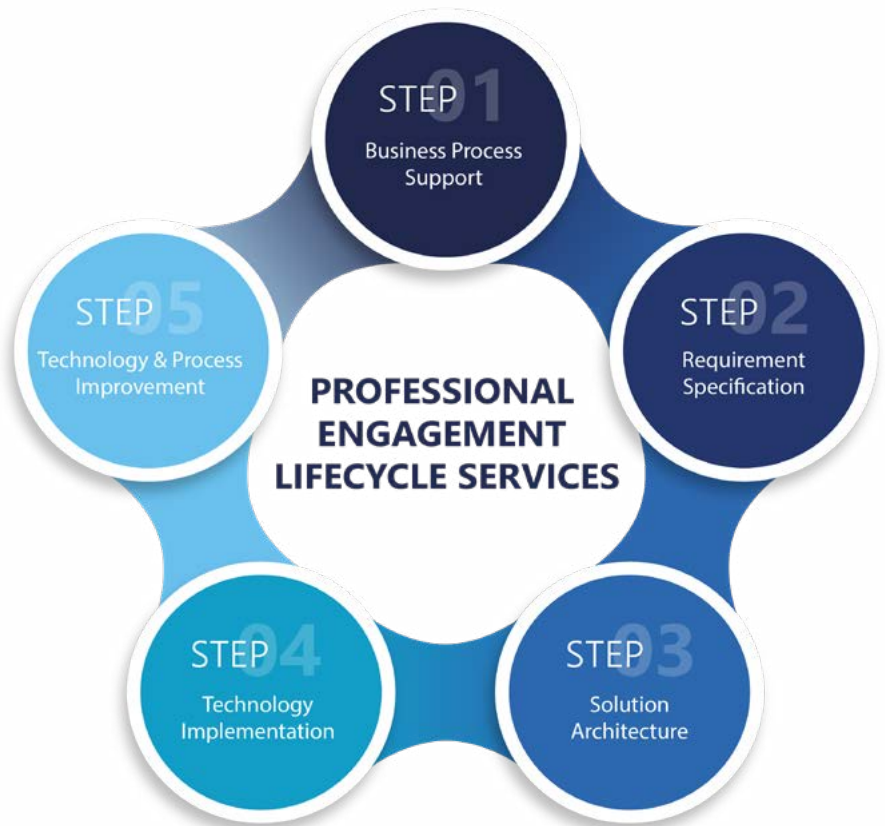 STEP 01
Business Process
Support
STEP 02
Requirement
Specification
STEP 03
Solution
Architecture
STEP 04
Technology
Implementation
STEP 05
Technology & Process
Improvement
PROFESSIONAL
ENGAGEMENT
LIFECYCLE SERVICES